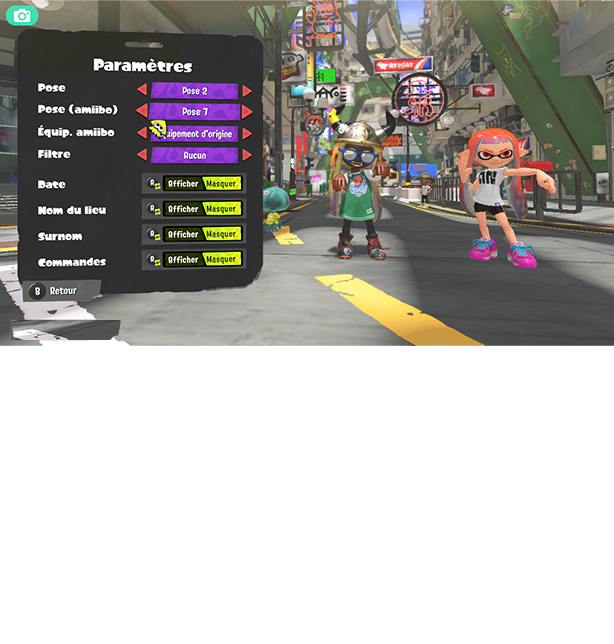 Paramètres
Pose
Pose 2
Pose (amiibo)
Pose 7
Équip. amiibo
uipement d'origine
Filtre
Aucun
Date
Afficher Masquer
Nom du lieu
Afficher Masquer
Surnom
Afficher Masquer
Commandes
Afficher Masquer
B Retour